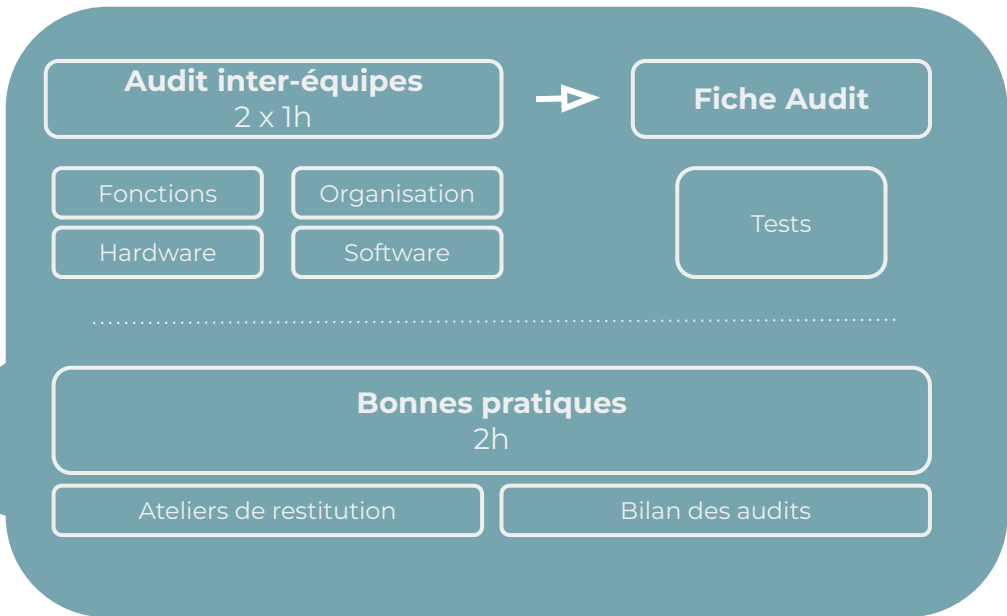 Audit inter-équipes
2 x 1h
Fiche Audit
Fonctions
Organisation
Hardware
Software
Tests
Bonnes pratiques
2h
Ateliers de restitution
Bilan des audits